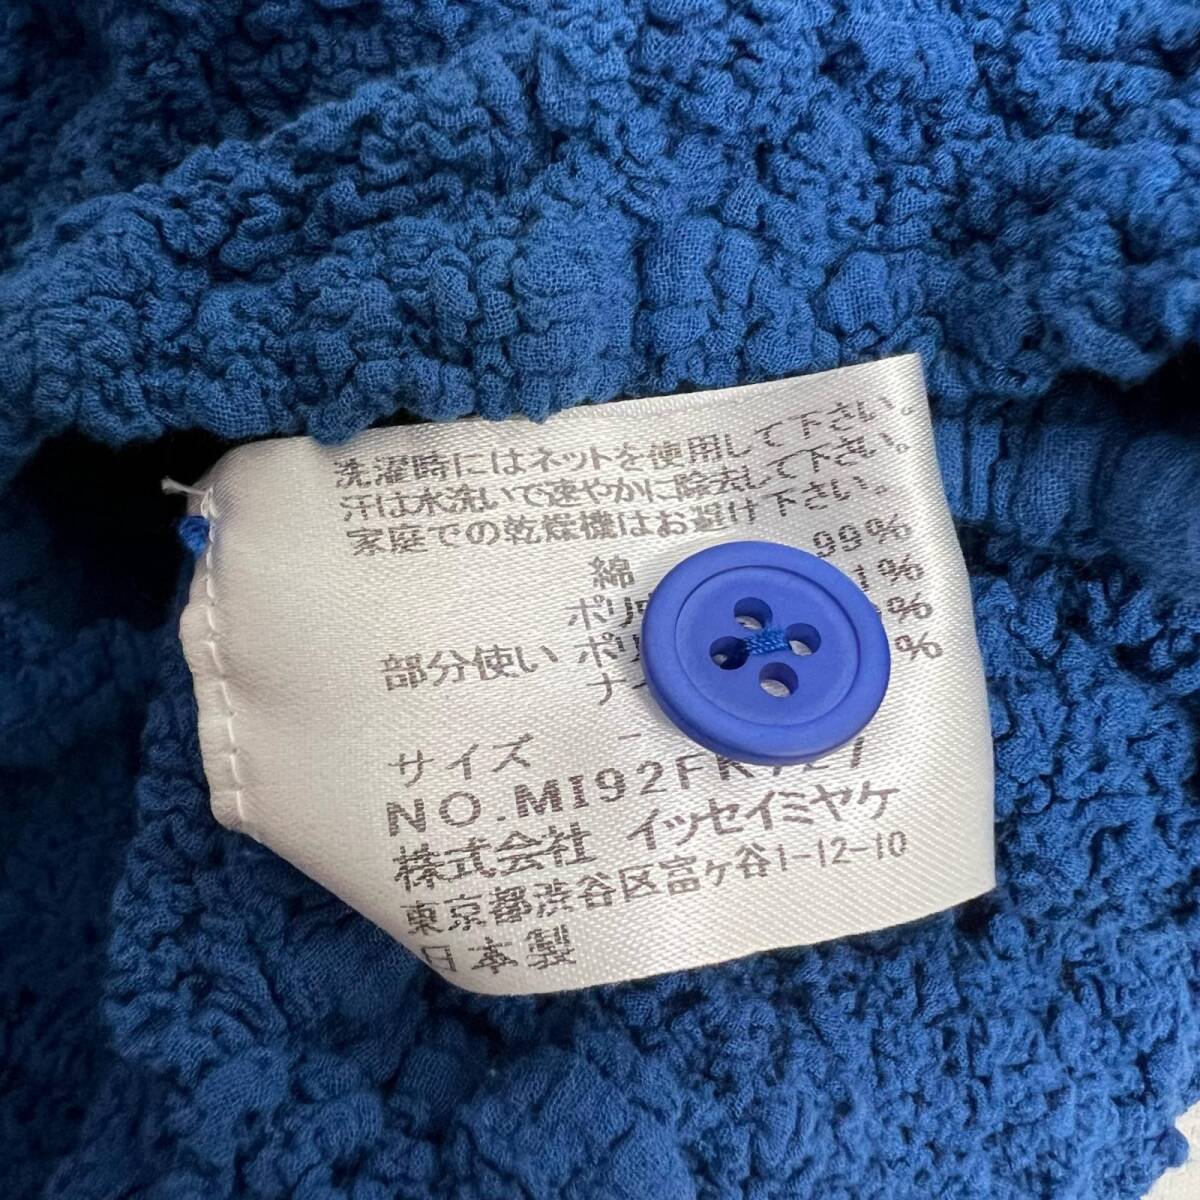 洗濯時にはネットを使用して下さい。
汗は水洗いで速やかに除去して下さい。
家庭での乾燥機はお避け下さい。
綿 99%
1%
部分使い
サイズ
株式会社 イッセイミヤケ
東京都渋谷区富ヶ谷1-12-10
日本製